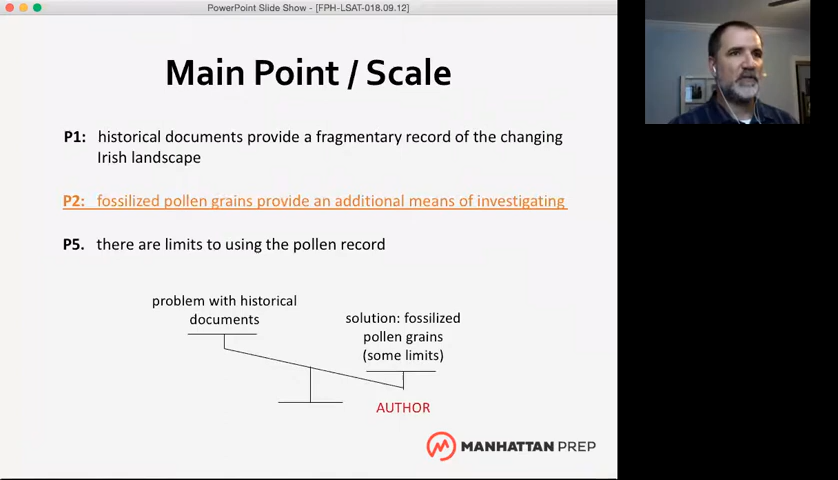 PowerPoint Slide Show - [FPH-LSAT-018.09.12]
Main Point / Scale
P1: historical documents provide a fragmentary record of the changing
Irish landscape
P2: fossilized pollen grains provide an additional means of investigating
P5. there are limits to using the pollen record
problem with historical
documents
solution: fossilized
pollen grains
(some limits)
AUTHOR
MANHATTAN PREP